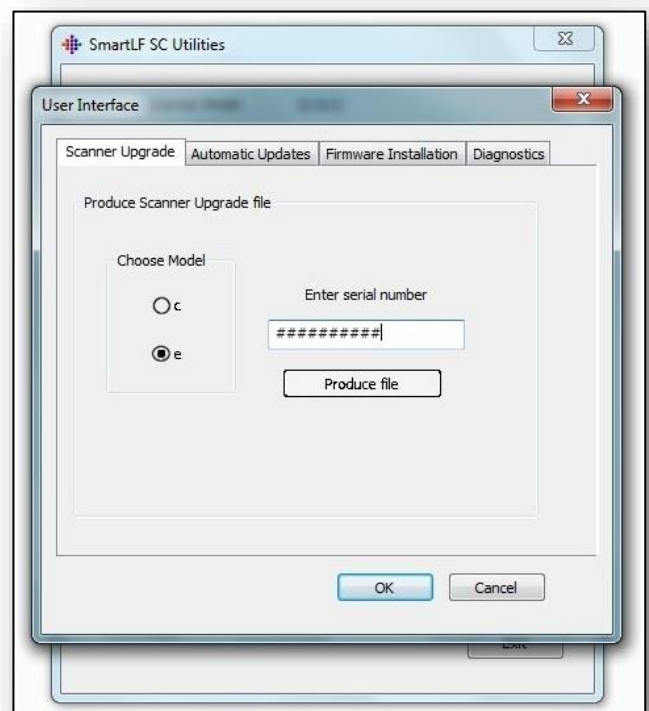 SmartLF SC Utilities
User Interface
Scanner Upgrade Automatic Updates Firmware Installation Diagnostics
Produce Scanner Upgrade file
Choose Model
Enter serial number
c
##########
e
Produce file
OK Cancel
Exit